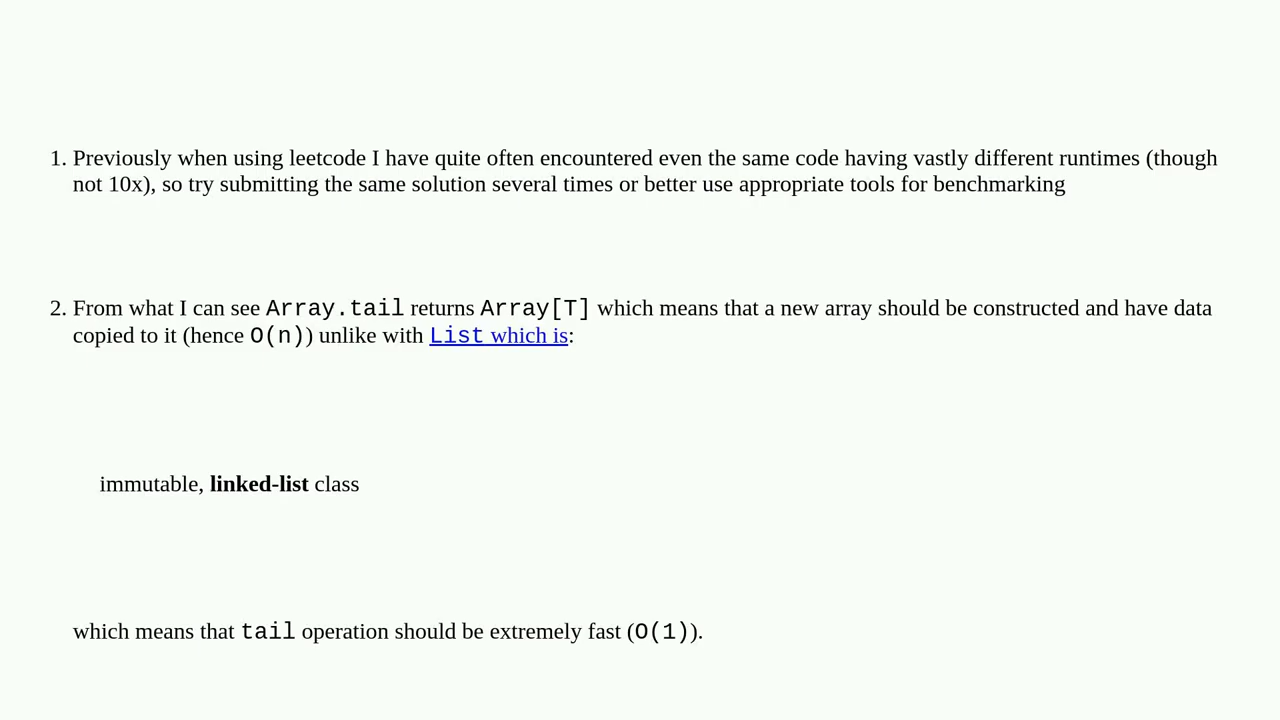 1. Previously when using leetcode I have quite often encountered even the same code having vastly different runtimes (though
not 10x), so try submitting the same solution several times or better use appropriate tools for benchmarking
2. From what I can see Array.tail returns Array[T] which means that a new array should be constructed and have data
copied to it (hence O(n)) unlike with List which is:
immutable, linked-list class
which means that tail operation should be extremely fast (O(1)).